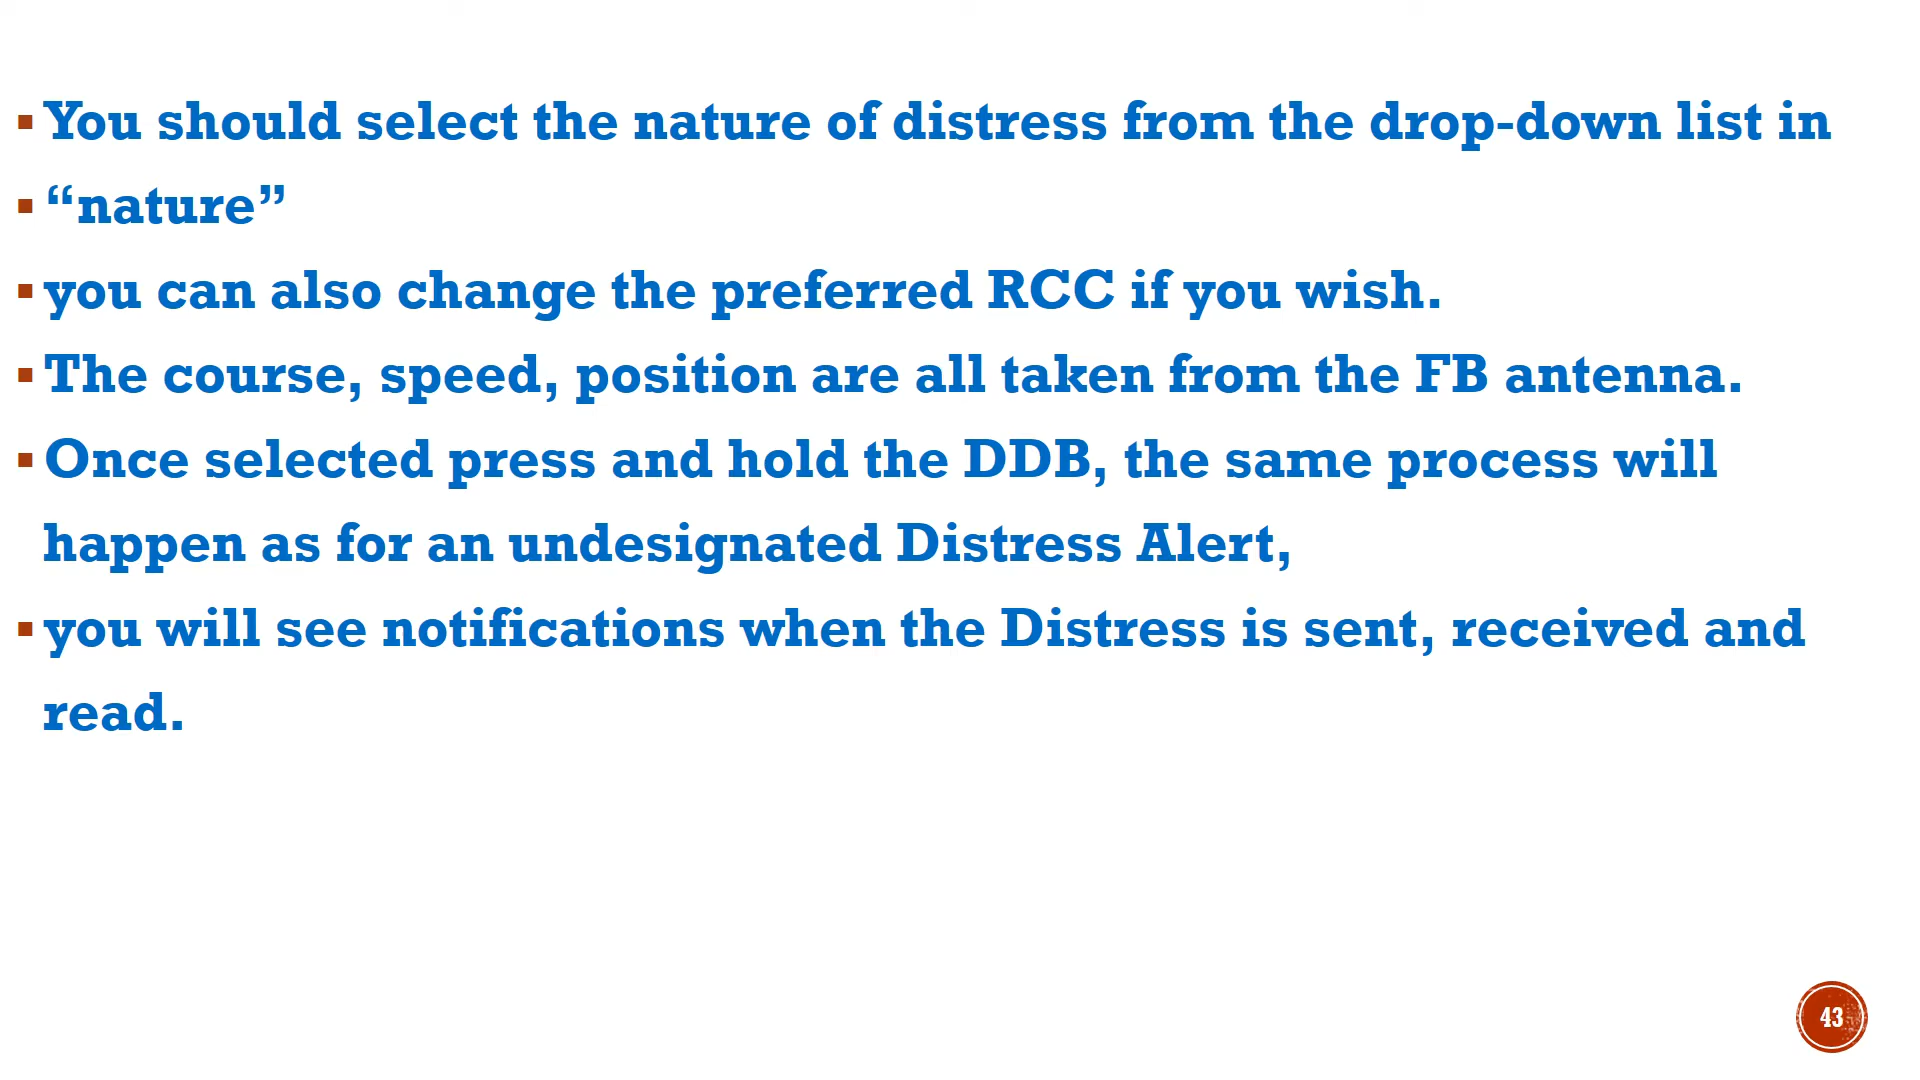 ▪ You should select the nature of distress from the drop-down list in
▪ “nature”
▪ you can also change the preferred RCC if you wish.
▪ The course, speed, position are all taken from the FB antenna.
▪ Once selected press and hold the DDB, the same process will
happen as for an undesignated Distress Alert,
▪ you will see notifications when the Distress is sent, received and
read.
43